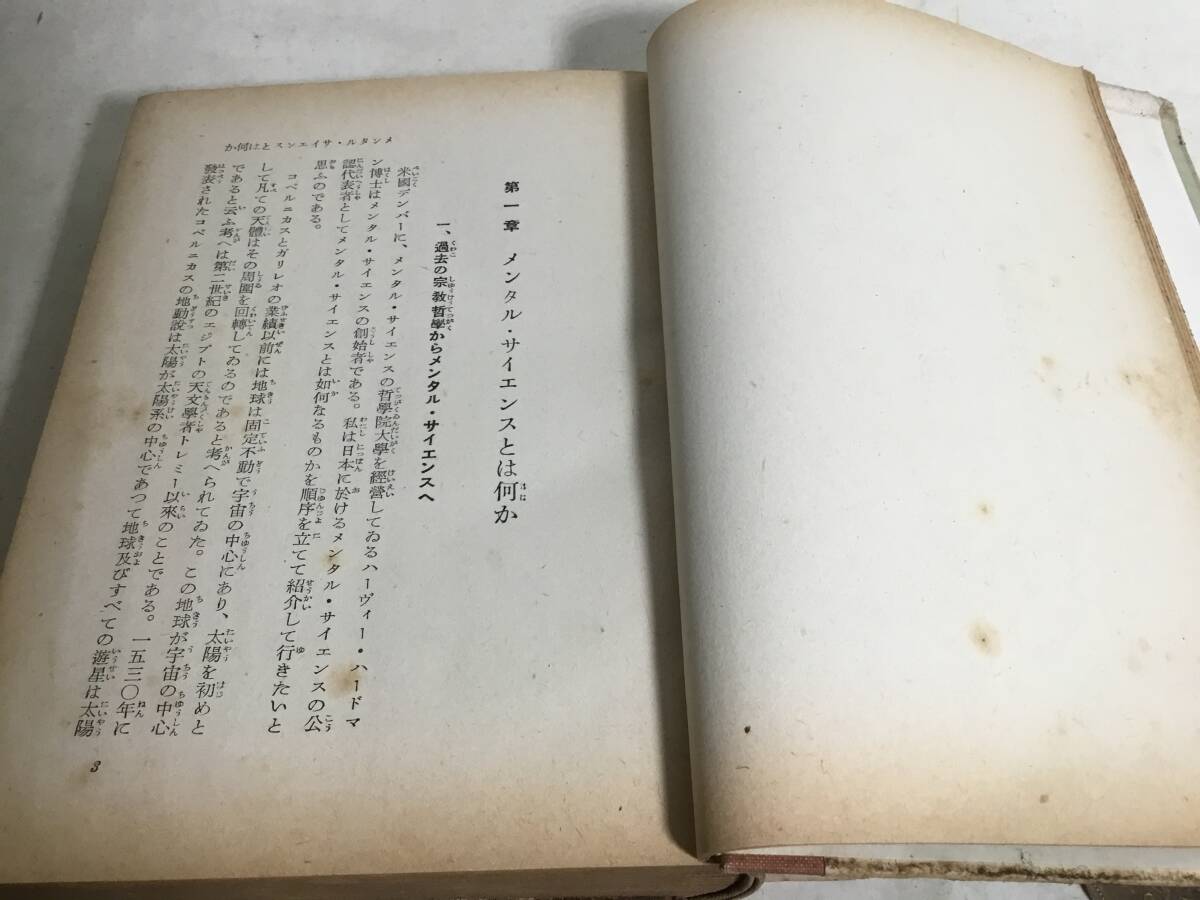 メンタル・サイエンスとは何か
第一章　メンタル・サイエンスとは何か
一、過去の宗教哲學からメンタル・サイエンスへ
米國デンバーに、メンタル・サイエンスの哲學院大學を經營してゐるハーヴィー・ハードマ
ン博士はメンタル・サイエンスの創始者である。私は日本に於けるメンタル・サイエンスの公
認代表者としてメンタル・サイエンスとは如何なるものかを順序を立てて紹介して行きたいと
思ふのである。
コペルニカスとガリレオの業績以前には地球は固定不動で宇宙の中心にあり、太陽を初めと
して凡ての天體はその周圍を回轉してゐるのであると考へられてゐた。この地球が宇宙の中心
であると云ふ考へは第二世紀のエジプトの天文學者トレミー以來のことである。一五三〇年に
發表されたコペルニカスの地動說は太陽が太陽系の中心であつて地球及びすべての遊星は太陽
3